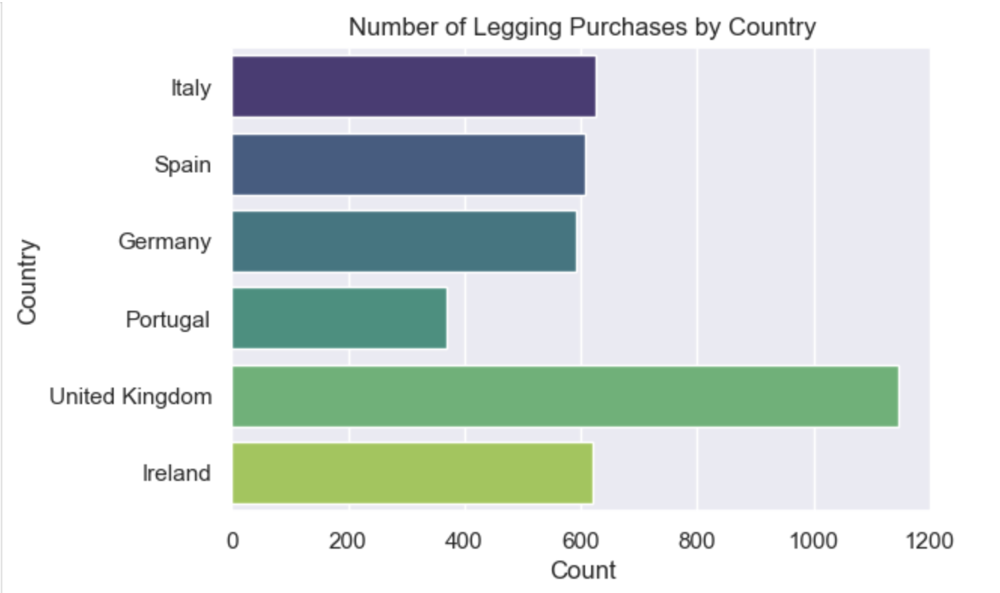 Number of Legging Purchases by Country
Country
Italy
Spain
Germany
Portugal
United Kingdom
Ireland
0 200 400 600 800 1000 1200
Count